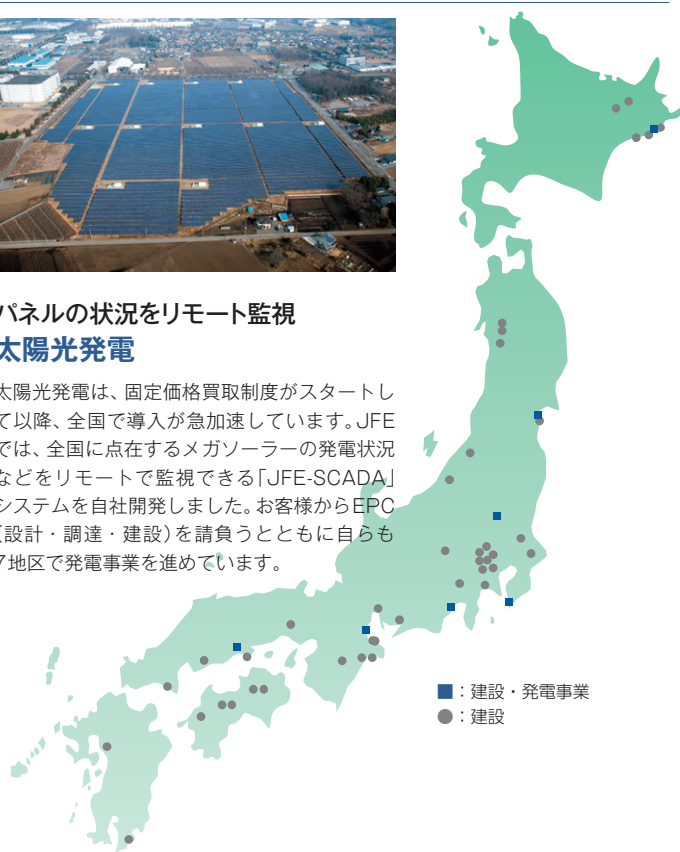 パネルの状況をリモート監視
太陽光発電
太陽光発電は、固定価格買取制度がスタートし
て以降、全国で導入が急加速しています。JFE
では、全国に点在するメガソーラーの発電状況
などをリモートで監視できる「JFE-SCADA」
システムを自社開発しました。お客様からEPC
(設計・調達・建設)を請負うとともに自らも
7地区で発電事業を進めています。
■：建設・発電事業
●：建設